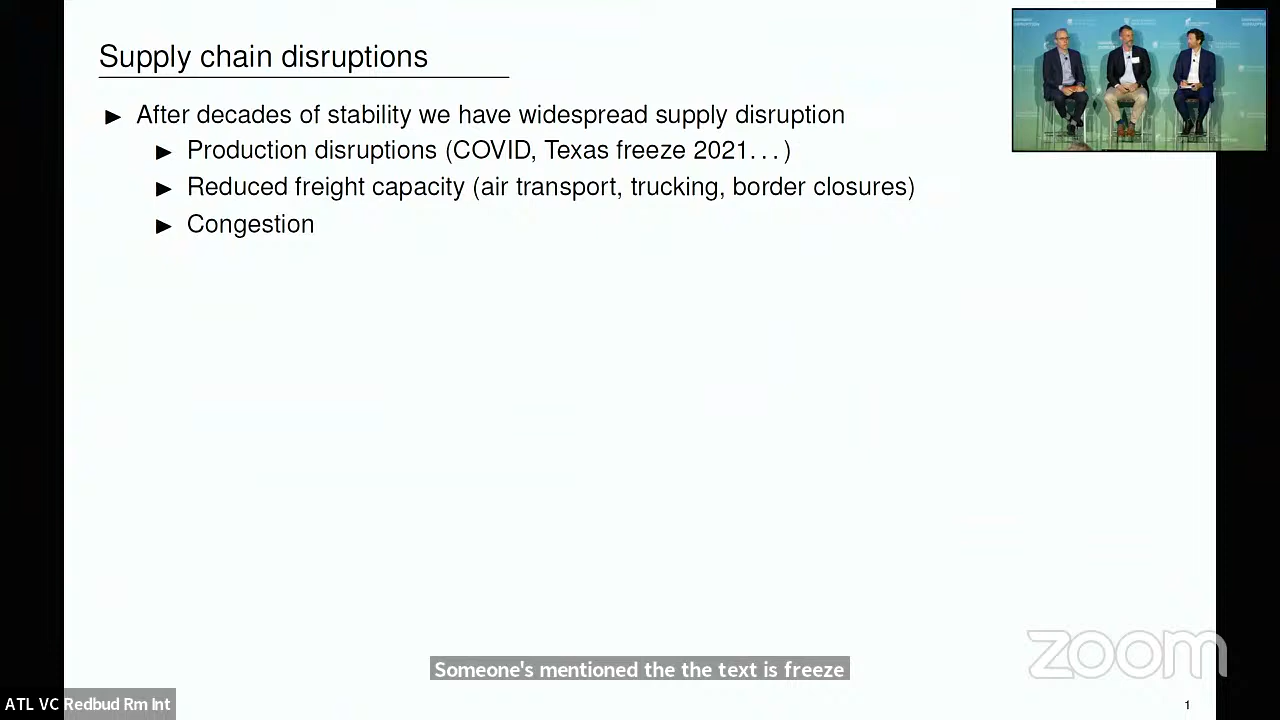 Supply chain disruptions
► After decades of stability we have widespread supply disruption
► Production disruptions (COVID, Texas freeze 2021...)
► Reduced freight capacity (air transport, trucking, border closures)
► Congestion
Someone's mentioned the the text is freeze
zoom
ATL VC Redbud Rm Int
1